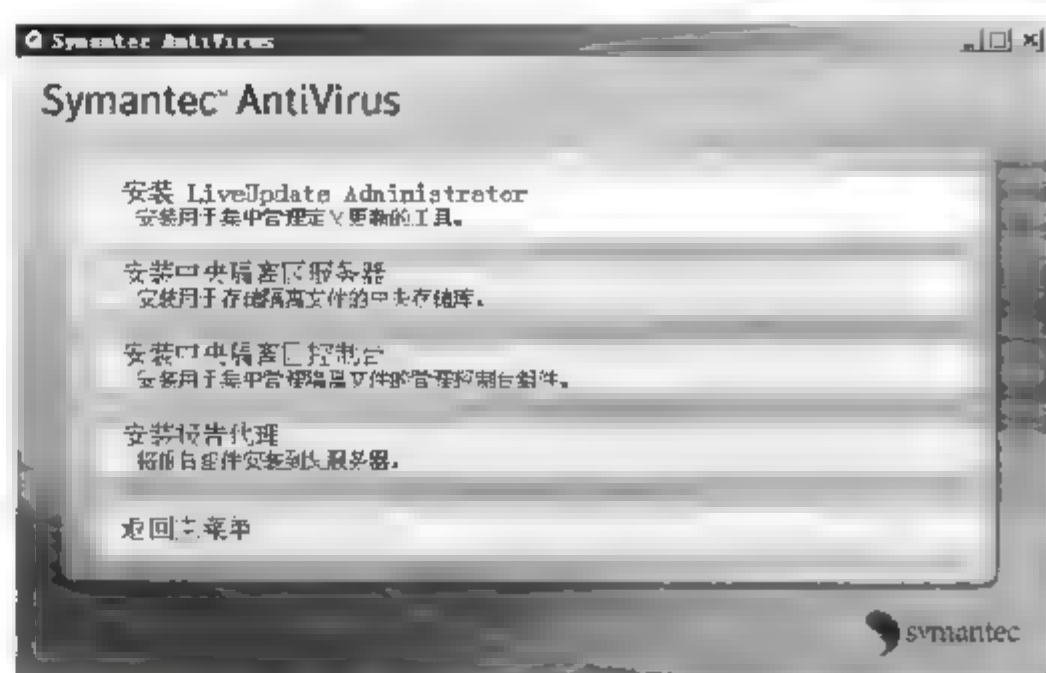 Symantec AntiVirus
Symantec™ AntiVirus
安装 LiveUpdate Administrator
安装用于集中管理定义更新的工具。
安装中央隔离区服务器
安装用于存储隔离文件的中央存储库。
安装中央隔离区控制台
安装用于集中管理隔离文件的管理控制台组件。
安装报告代理
将报告组件安装到从服务器。
返回主菜单
symantec